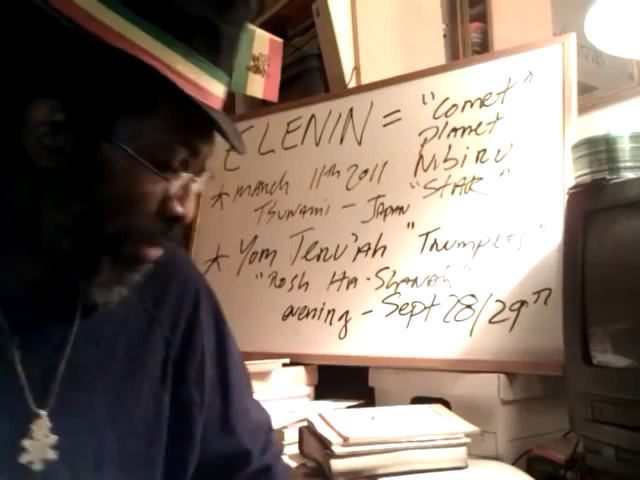 ELENIN = "Comet"
planet
Nibiru
* March 11th 2011 "STAR"
Tsunami - Japan
* Yom Teru'ah "Trumpets"
"Rosh Ha-Shanah"
evening - Sept 28/29th